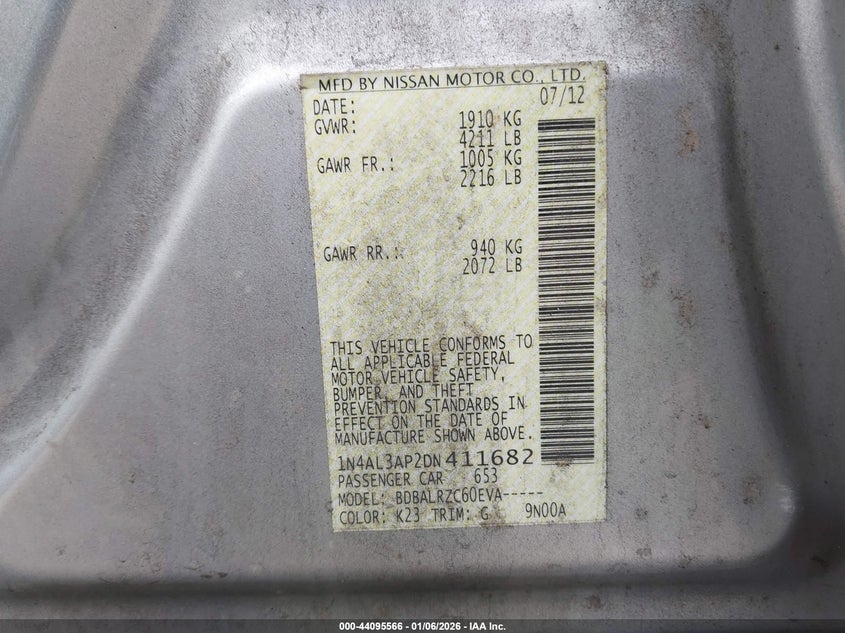 MFD BY NISSAN MOTOR CO., LTD.
DATE: 07/12
GVWR: 1910 KG
4211 LB
GAWR FR.: 1005 KG
2216 LB
GAWR RR.: 940 KG
2072 LB
THIS VEHICLE CONFORMS TO
ALL APPLICABLE FEDERAL
MOTOR VEHICLE SAFETY,
BUMPER, AND THEFT
PREVENTION STANDARDS IN
EFFECT ON THE DATE OF
MANUFACTURE SHOWN ABOVE.
1N4AL3AP2DN411682
PASSENGER CAR 653
MODEL: BDBALRZC60EVA-----
COLOR: K23 TRIM: G 9N00A
000-44095566 - 01/06/2026 - IAA Inc.